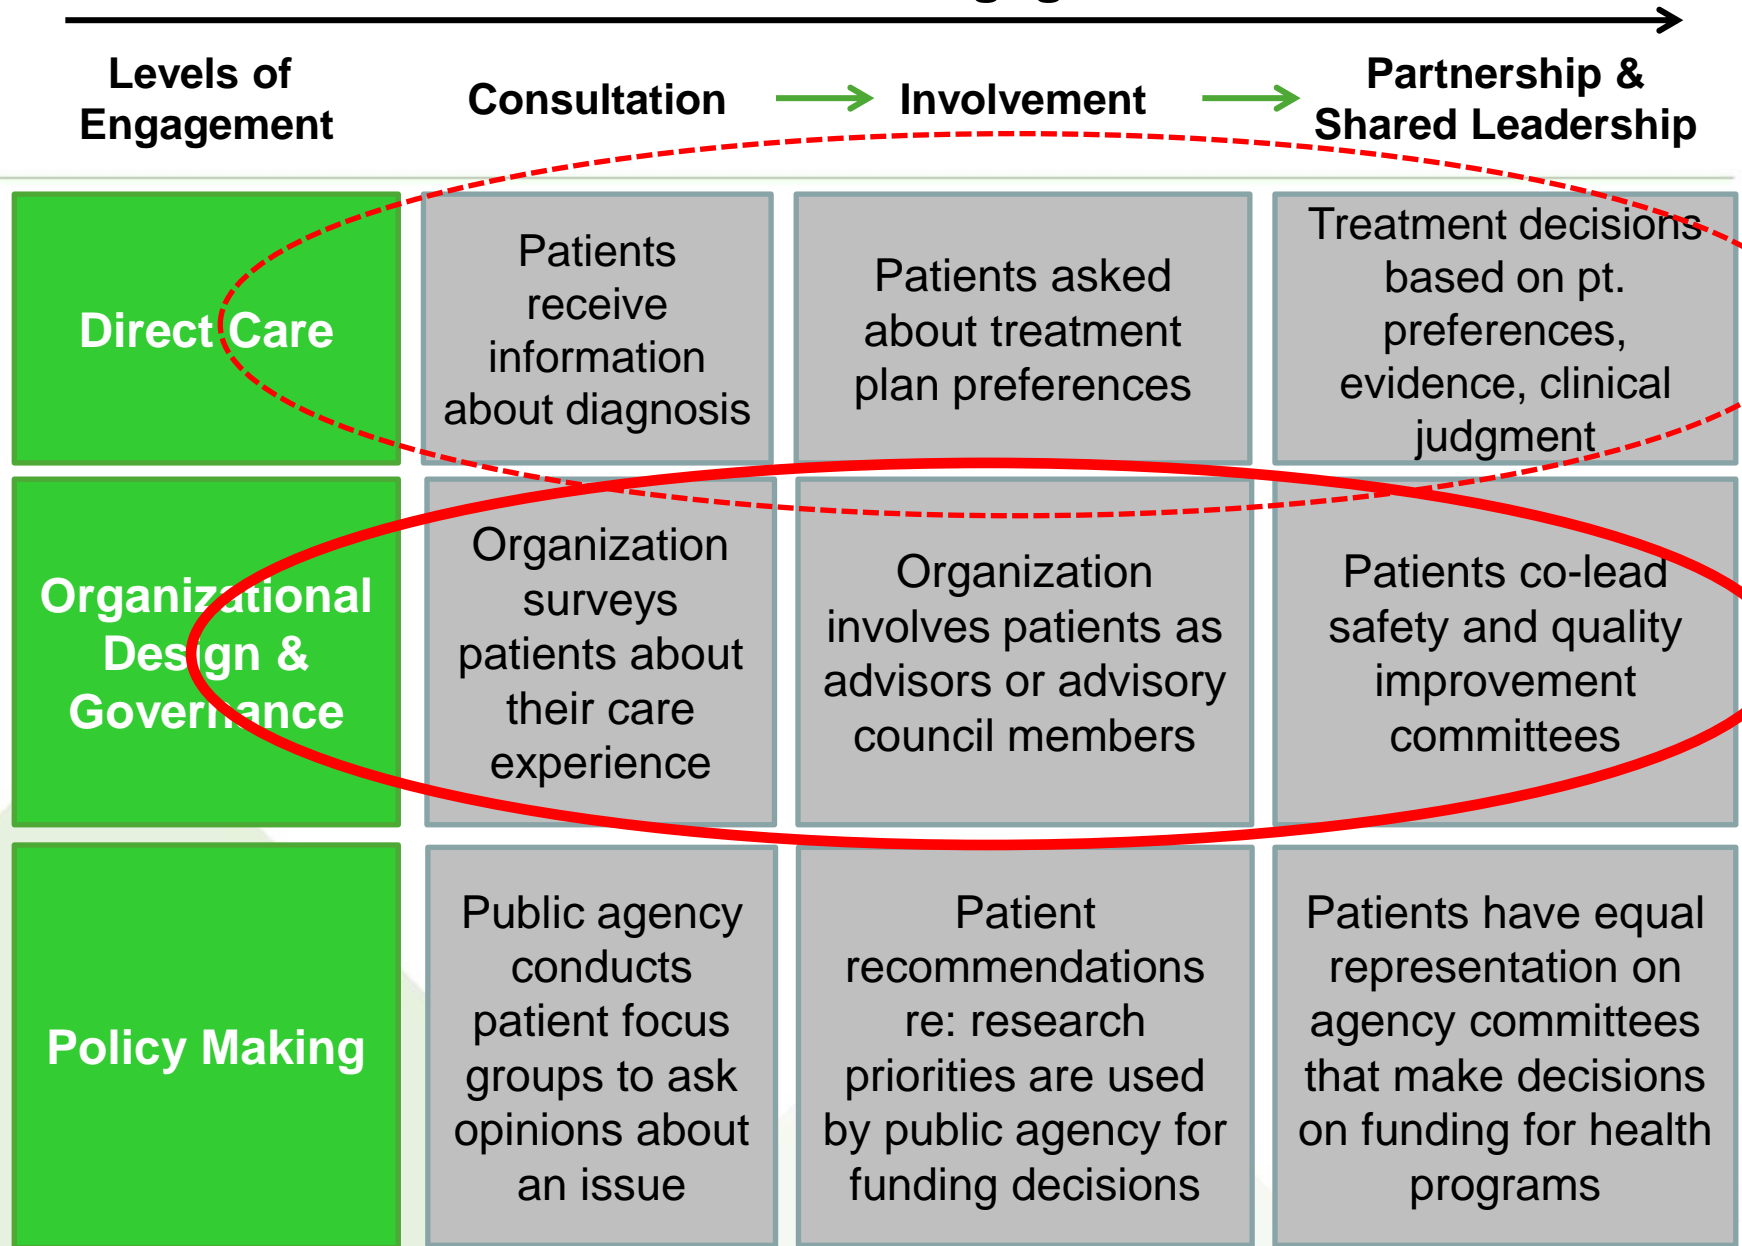 Levels of
Engagement
Consultation
Involvement
Partnership &
Shared Leadership
Direct Care
Patients
receive
information
about diagnosis
Patients asked
about treatment
plan preferences
Treatment decisions
based on pt.
preferences,
evidence, clinical
judgment
Organizational
Design &
Governance
Organization
surveys
patients about
their care
experience
Organization
involves patients as
advisors or advisory
council members
Patients co-lead
safety and quality
improvement
committees
Policy Making
Public agency
conducts
patient focus
groups to ask
opinions about
an issue
Patient
recommendations
re: research
priorities are used
by public agency for
funding decisions
Patients have equal
representation on
agency committees
that make decisions
on funding for health
programs